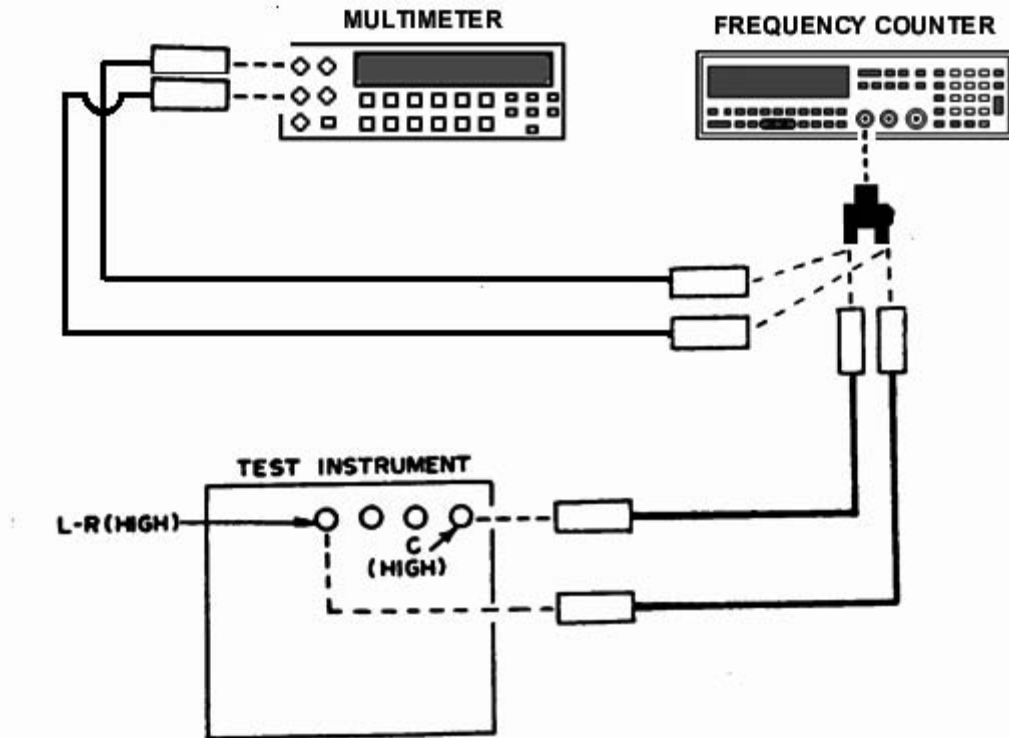 MULTIMETER
FREQUENCY COUNTER
TEST INSTRUMENT
L-R (HIGH)
C
(HIGH)